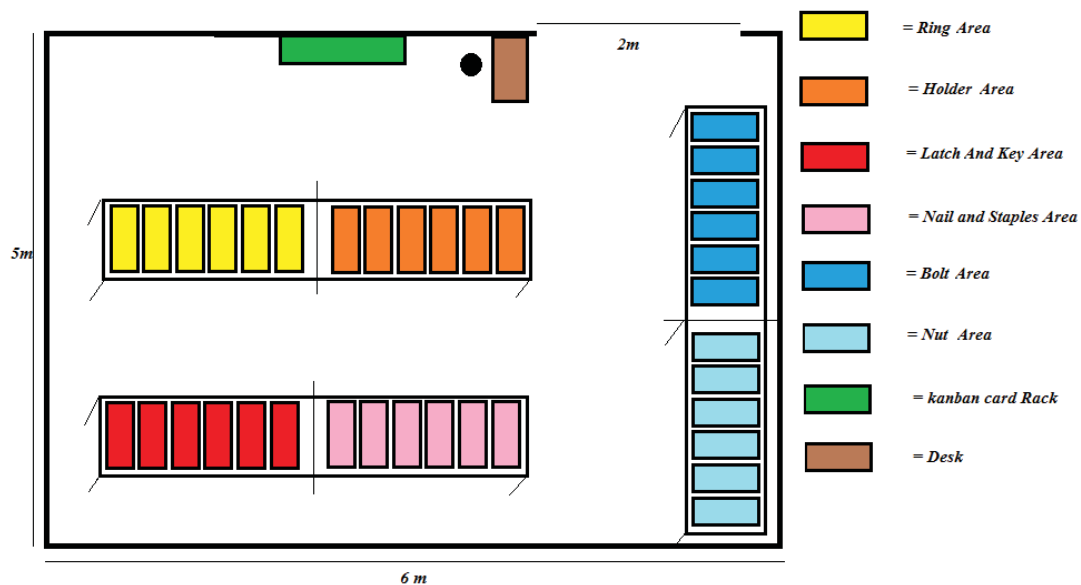 2m
5m
6 m
= Ring Area
= Holder Area
= Latch And Key Area
= Nail and Staples Area
= Bolt Area
= Nut Area
= kanban card Rack
= Desk